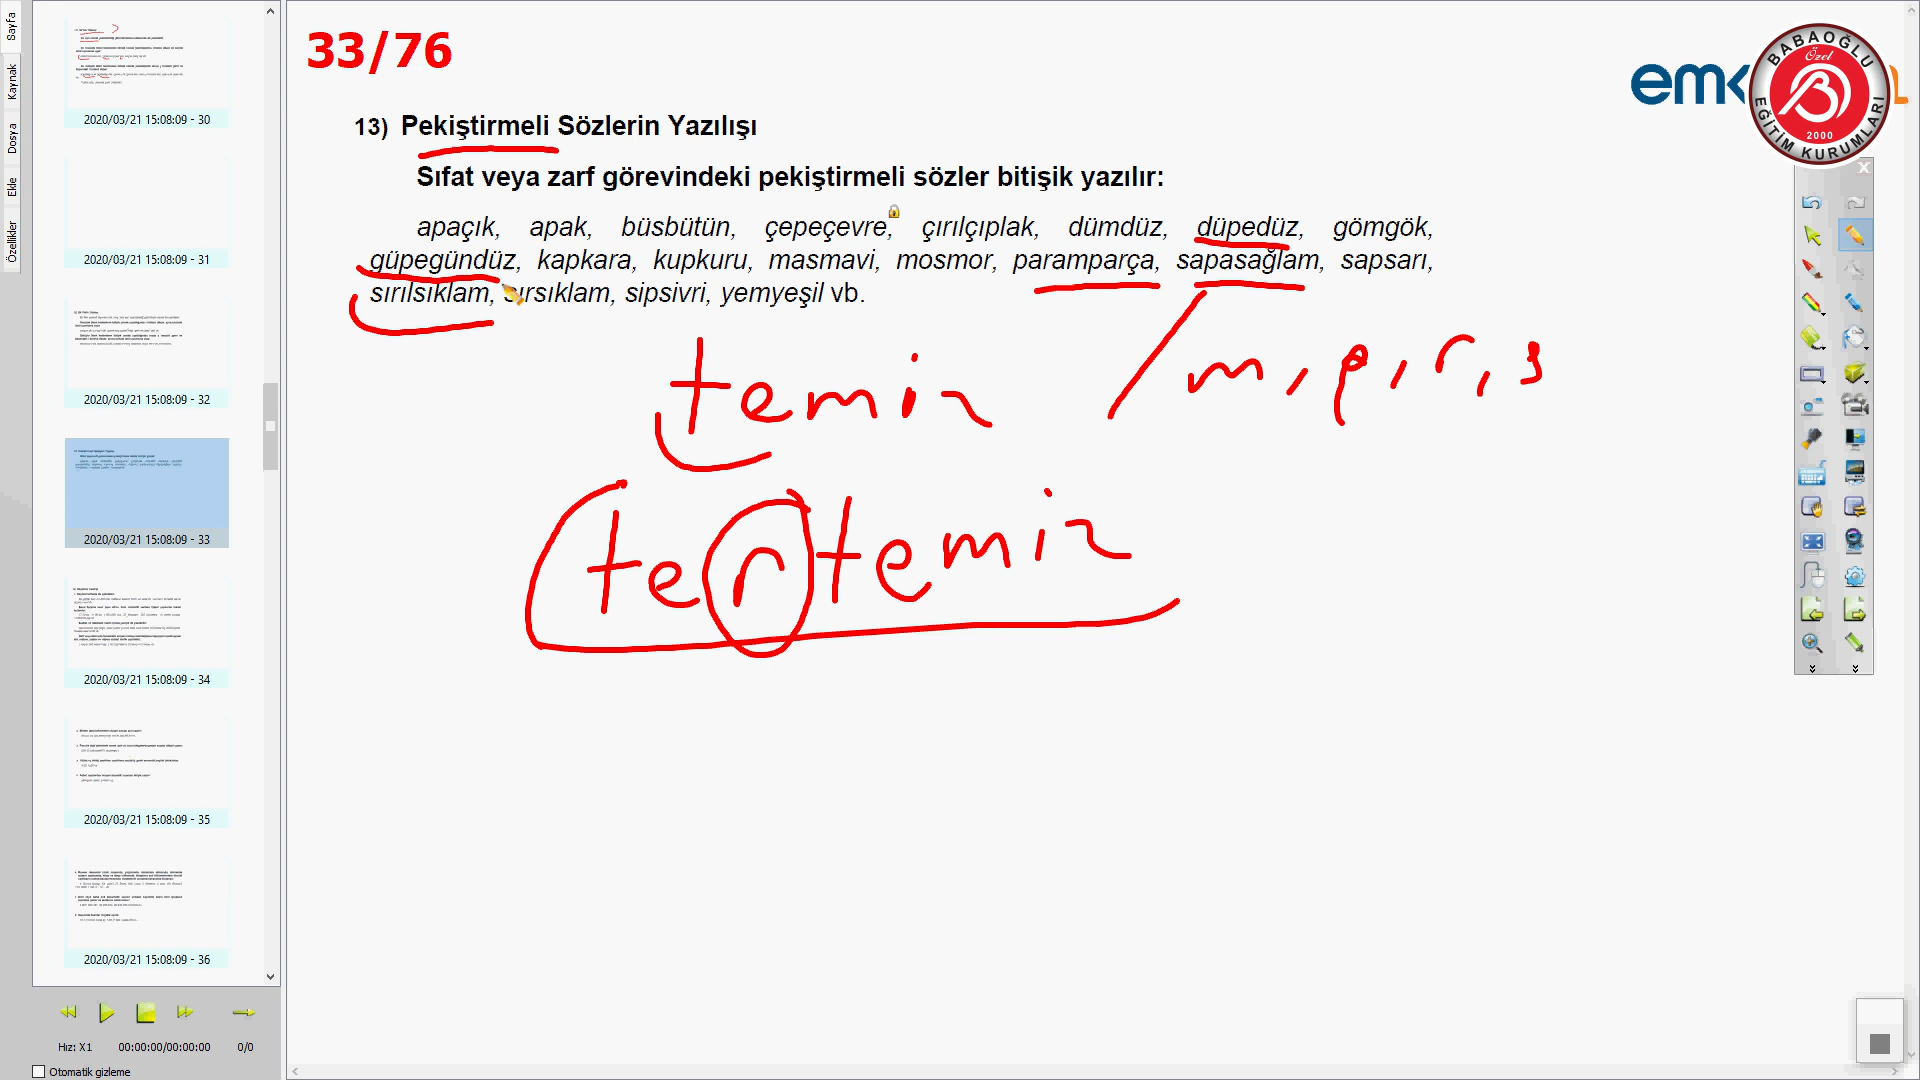 33/76
13) Pekiştirmeli Sözlerin Yazılışı
Sıfat veya zarf görevindeki pekiştirmeli sözler bitişik yazılır:
apaçık, apak, büsbütün, çepeçevre, çırılçıplak, dümdüz, düpedüz, gömgök,
güpegündüz, kapkara, kupkuru, masmavi, mosmor, paramparça, sapasağlam, sapsarı,
sırılsıklam, sırsıklam, sipsivri, yemyeşil vb.
temiz
m, p, r, s
tertemiz
BABAOĞLU
Özel
B
2000
EĞİTİM KURUMLARI
Sayfa
Kaynak
Dosya
Ekle
Özellikler
2020/03/21 15:08:09 - 30
2020/03/21 15:08:09 - 31
2020/03/21 15:08:09 - 32
2020/03/21 15:08:09 - 33
2020/03/21 15:08:09 - 34
2020/03/21 15:08:09 - 35
2020/03/21 15:08:09 - 36
Hız: X1 00:00:00/00:00:00 0/0
Otomatik gizleme